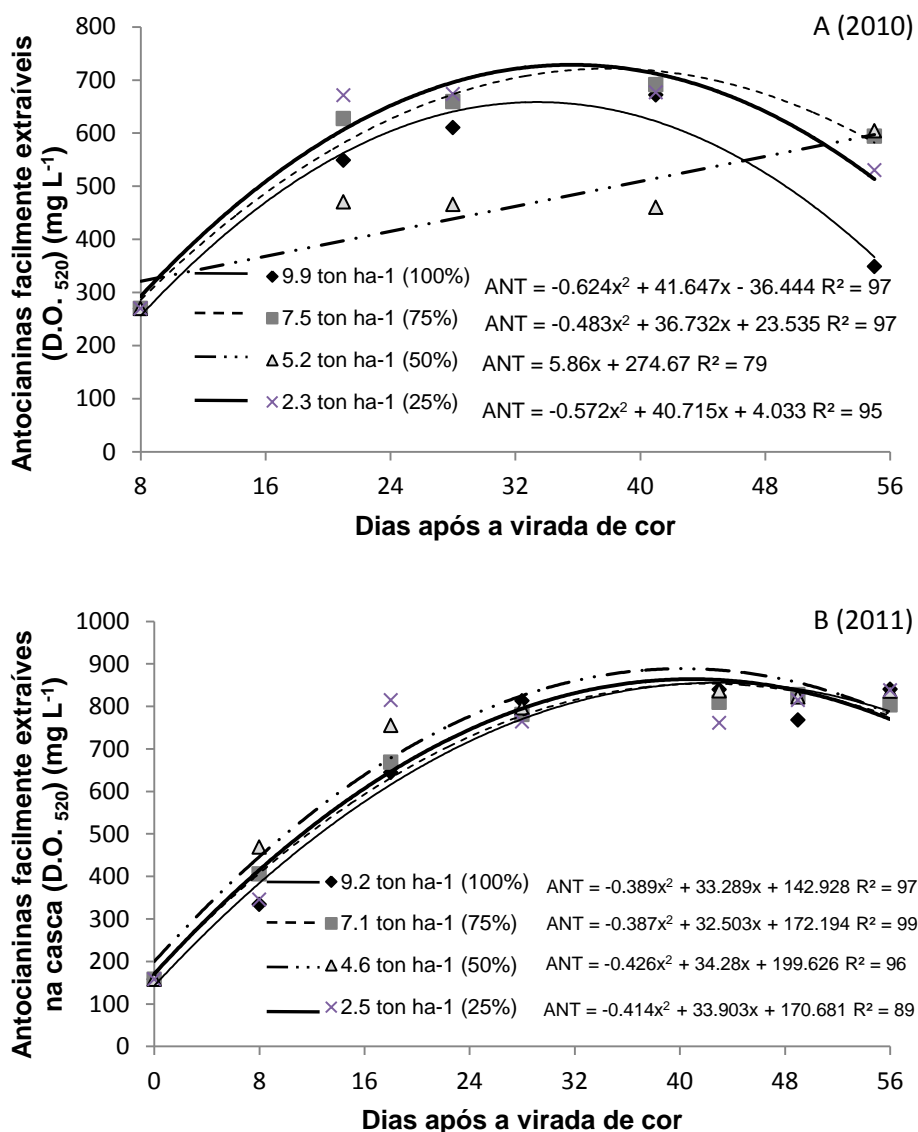 A (2010)
Antocianinas facilmente extraíveis
(D.O. 520) (mg L-1)
800
700
600
500
400
300
200
100
0
9.9 ton ha-1 (100%) ANT = -0.624x² + 41.647x - 36.444 R² = 97
7.5 ton ha-1 (75%) ANT = -0.483x² + 36.732x + 23.535 R² = 97
5.2 ton ha-1 (50%) ANT = 5.86x + 274.67 R² = 79
2.3 ton ha-1 (25%) ANT = -0.572x² + 40.715x + 4.033 R² = 95
8 16 24 32 40 48 56
Dias após a virada de cor
B (2011)
Antocianinas facilmente extraíves
na casca (D.O. 520) (mg L-1)
1000
900
800
700
600
500
400
300
200
100
0
9.2 ton ha-1 (100%) ANT = -0.389x² + 33.289x + 142.928 R² = 97
7.1 ton ha-1 (75%) ANT = -0.387x² + 32.503x + 172.194 R² = 99
4.6 ton ha-1 (50%) ANT = -0.426x² + 34.28x + 199.626 R² = 96
2.5 ton ha-1 (25%) ANT = -0.414x² + 33.903x + 170.681 R² = 89
0 8 16 24 32 40 48 56
Dias após a virada de cor